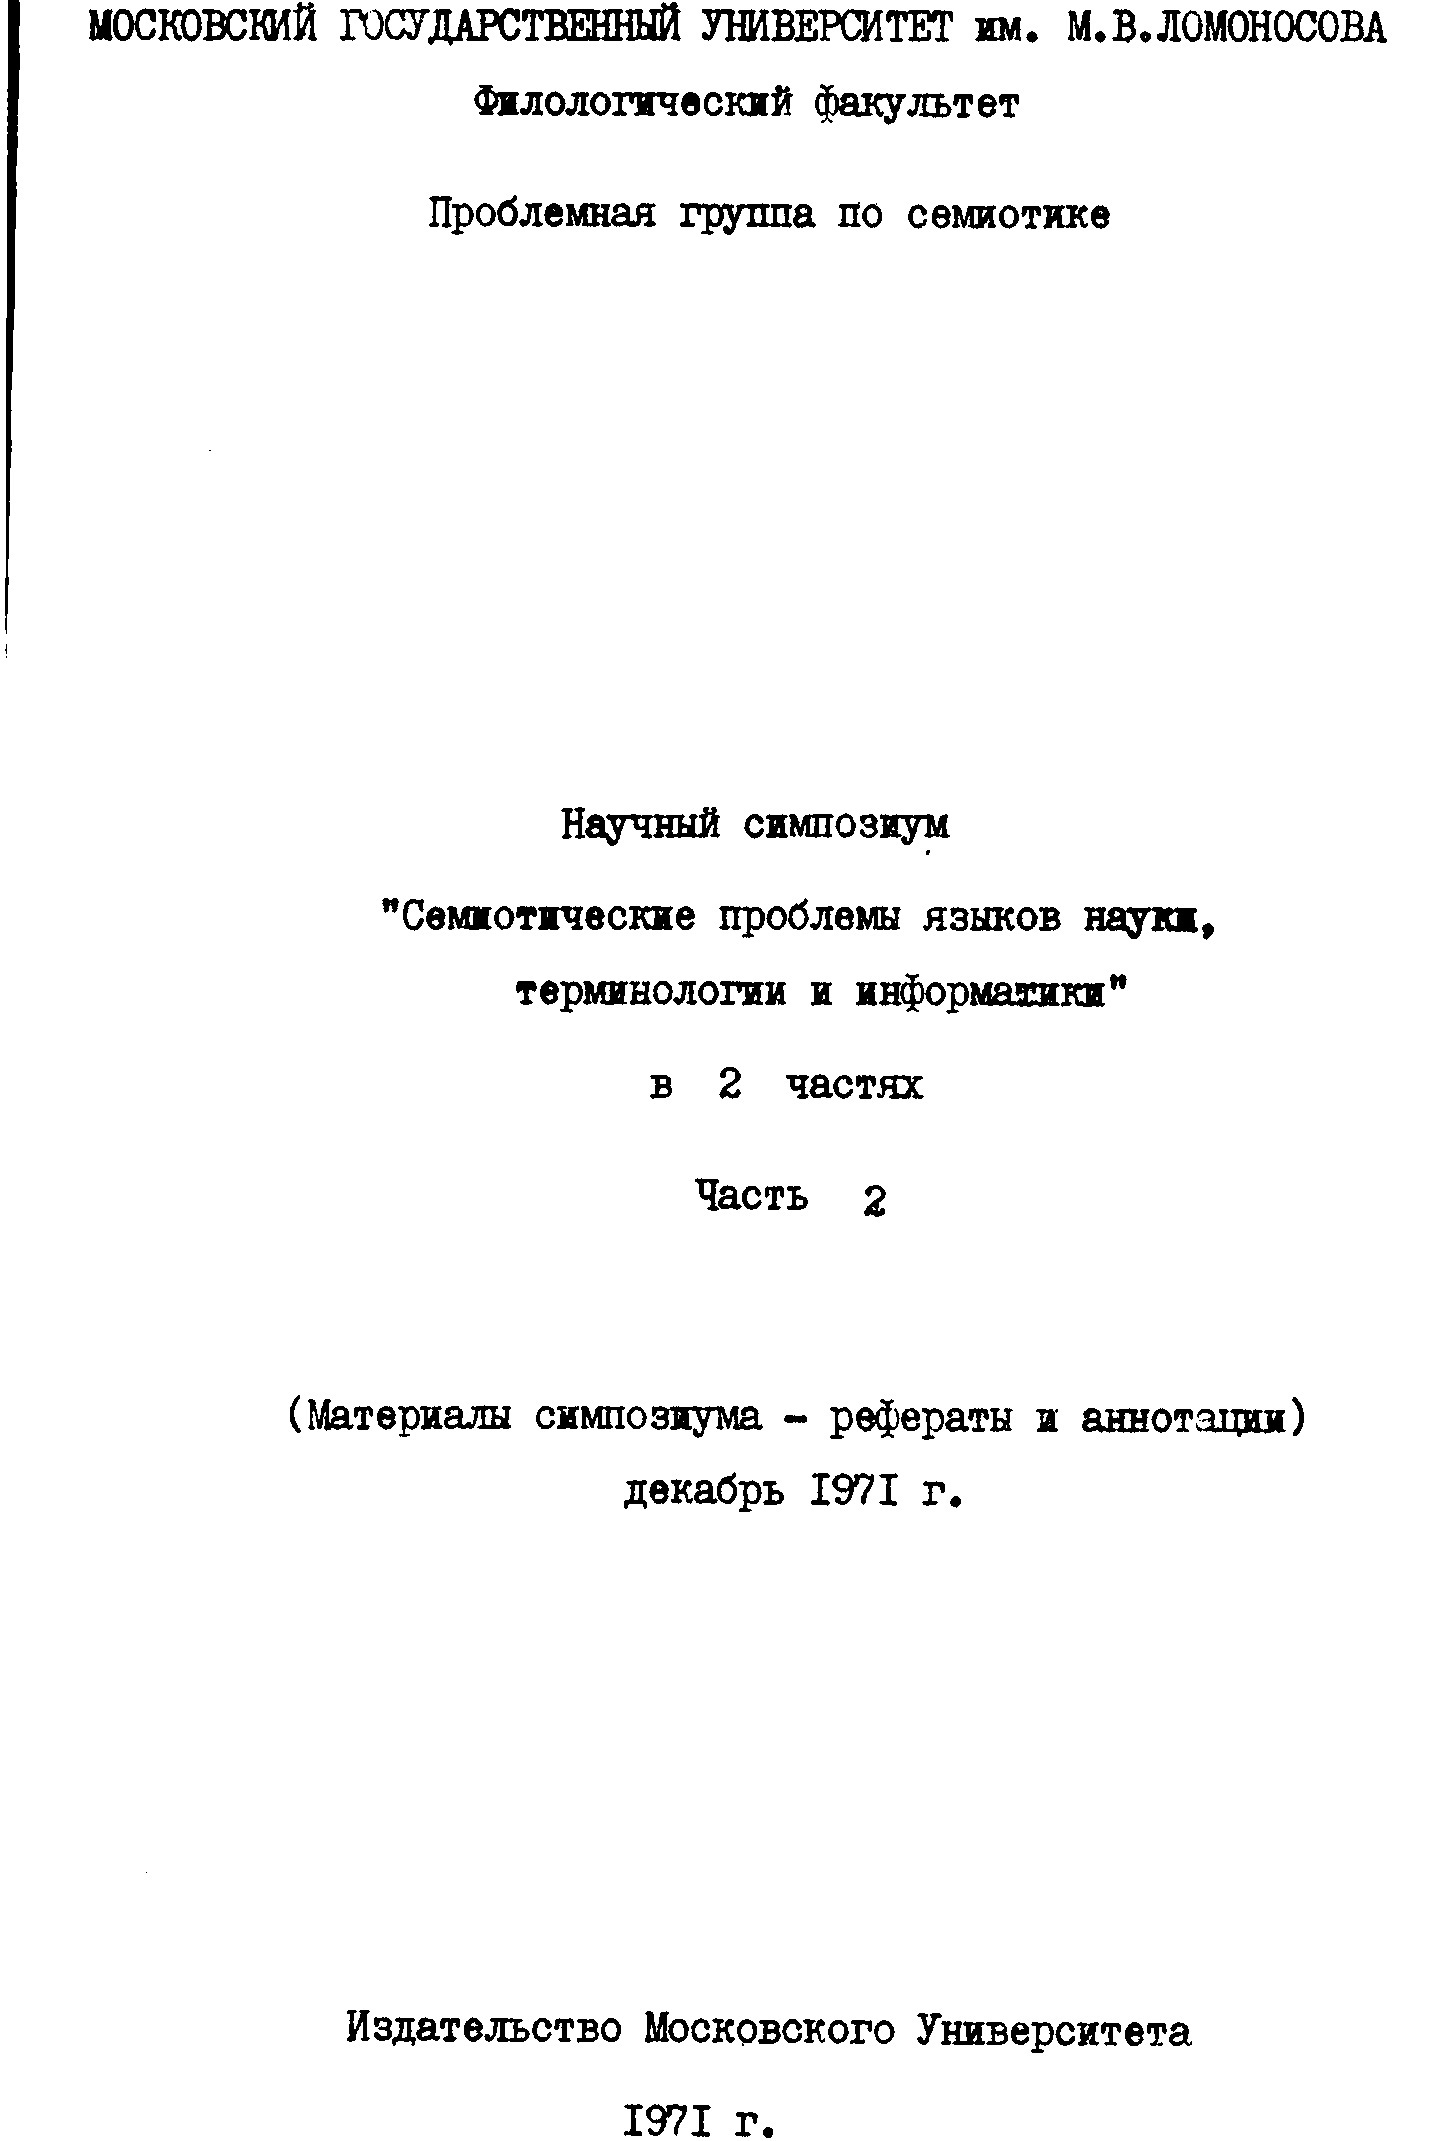 МОСКОВСКИЙ ГОСУДАРСТВЕННЫЙ УНИВЕРСИТЕТ им. М.В.ЛОМОНОСОВА
Филологический факультет
Проблемная группа по семиотике
Научный симпозиум
"Семиотические проблемы языков науки,
терминологии и информатики"
в 2 частях
Часть 2
(Материалы симпозиума - рефераты и аннотации)
декабрь 1971 г.
Издательство Московского Университета
1971 г.